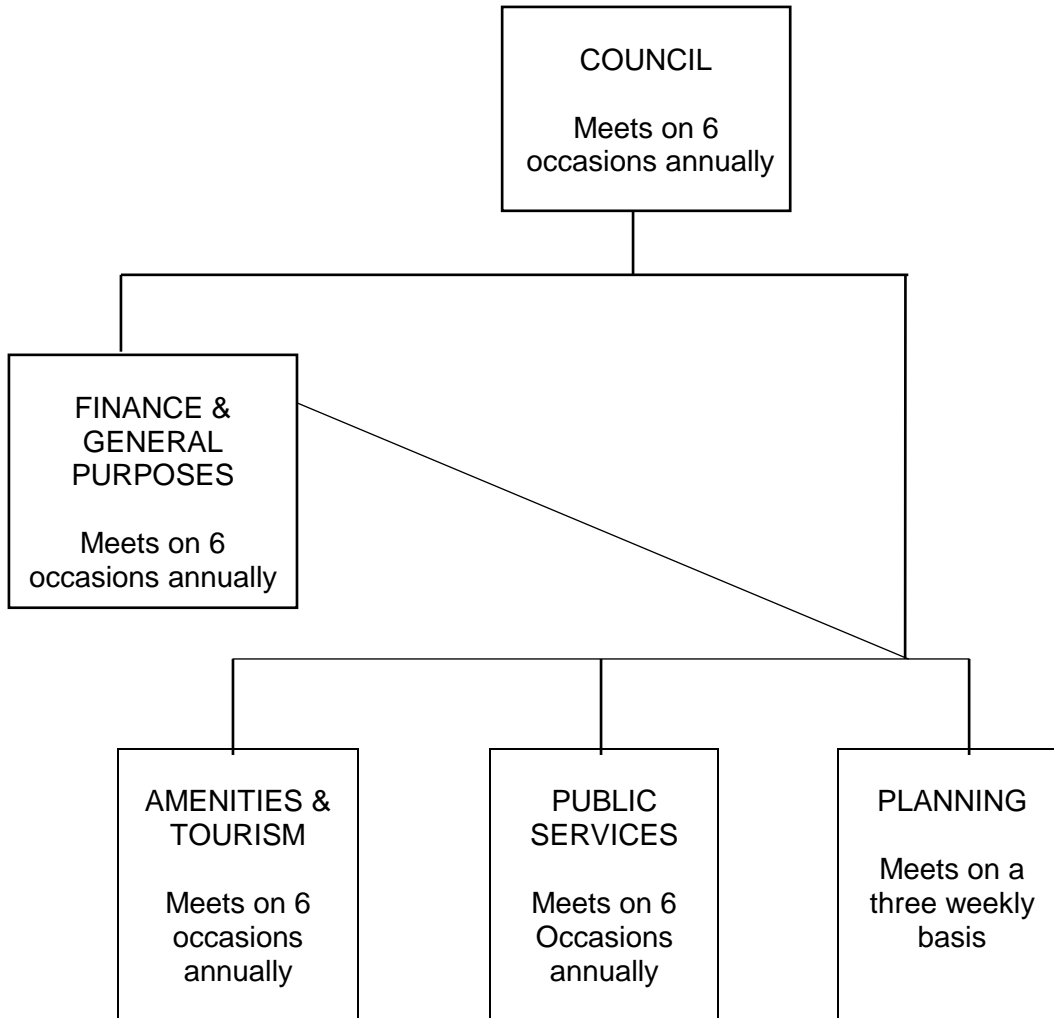 COUNCIL
Meets on 6
occasions annually
FINANCE &
GENERAL
PURPOSES
Meets on 6
occasions annually
AMENITIES &
TOURISM
Meets on 6
occasions
annually
PUBLIC
SERVICES
Meets on 6
Occasions
annually
PLANNING
Meets on a
three weekly
basis